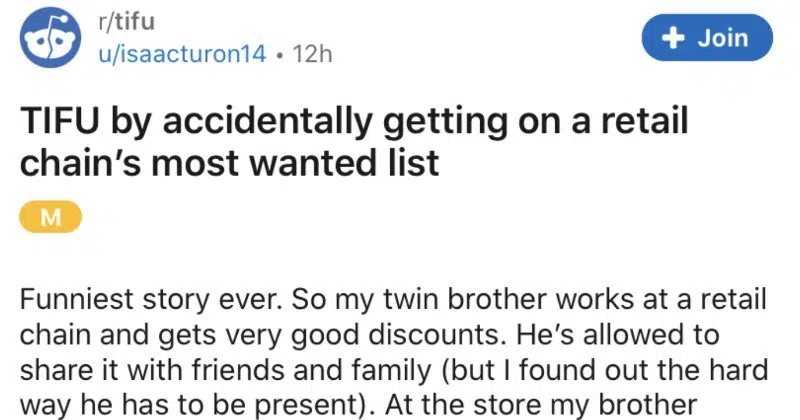 r/tifu
u/isaacturon14 • 12h
+ Join
TIFU by accidentally getting on a retail
chain’s most wanted list
M
Funniest story ever. So my twin brother works at a retail
chain and gets very good discounts. He’s allowed to
share it with friends and family (but I found out the hard
way he has to be present). At the store my brother